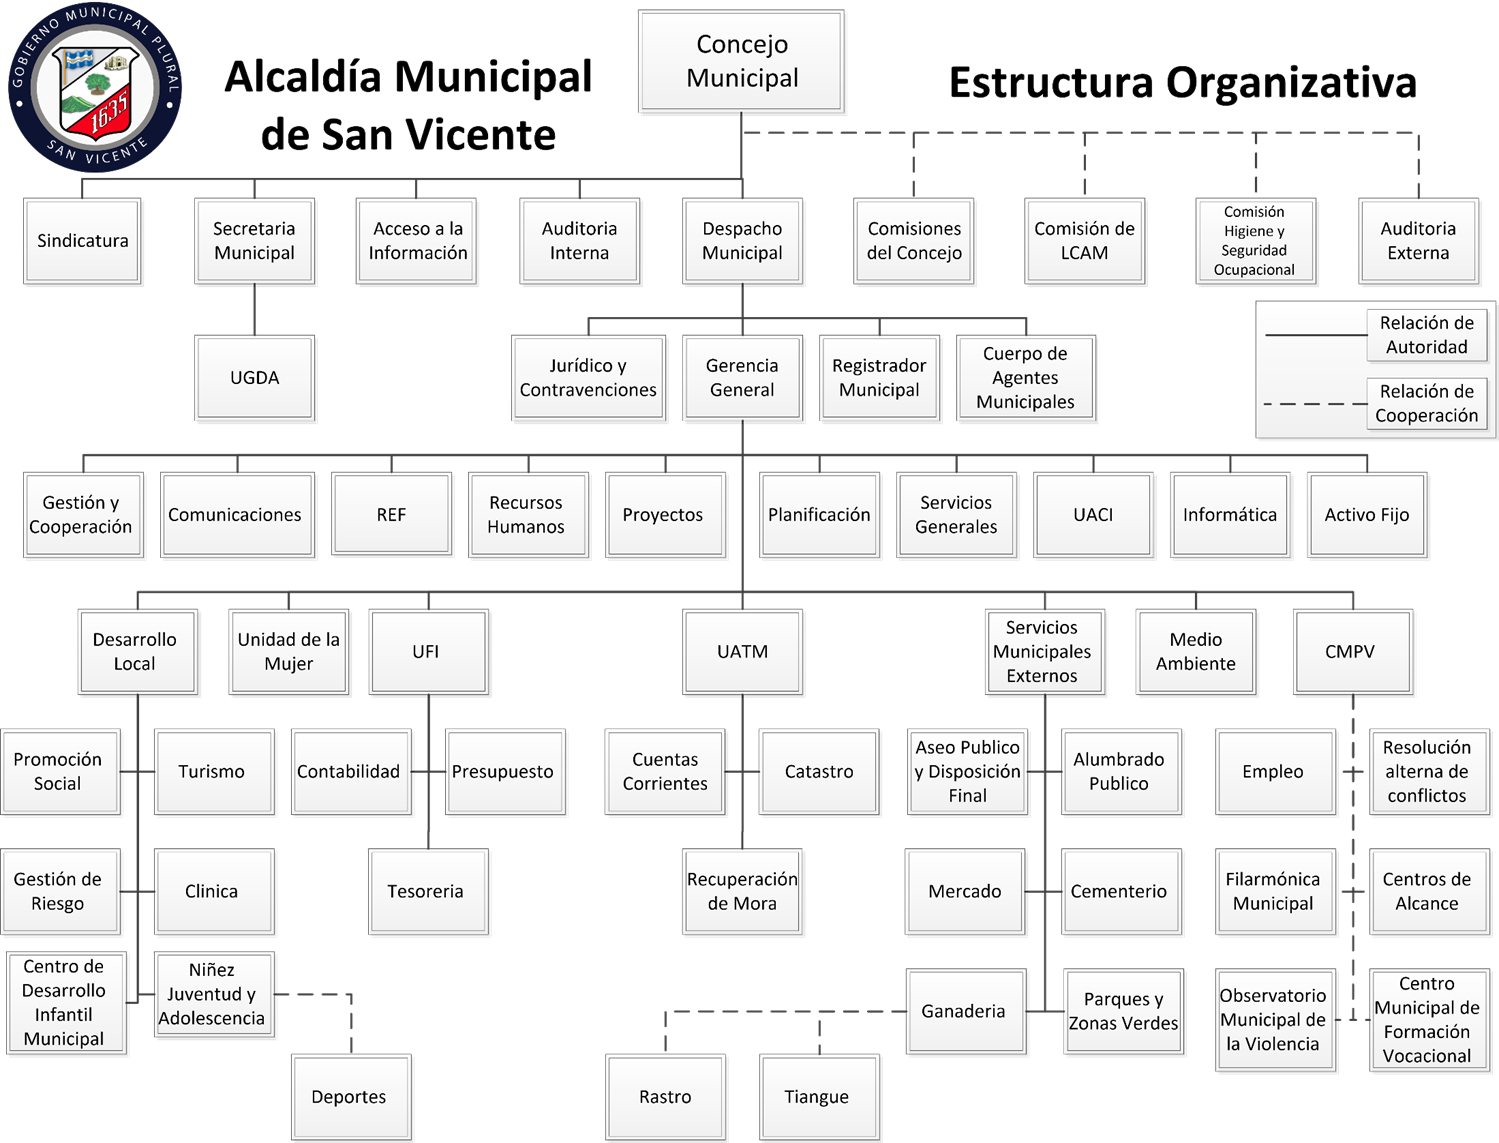 GOBIERNO MUNICIPAL PLURAL
1635
SAN VICENTE
Alcaldía Municipal
de San Vicente
Concejo
Municipal
Estructura Organizativa
Sindicatura
Secretaria
Municipal
Acceso a la
Información
Auditoria
Interna
Despacho
Municipal
Comisiones
del Concejo
Comisión de
LCAM
Comisión
Higiene y
Seguridad
Ocupacional
Auditoria
Externa
Relación de
Autoridad
Relación de
Cooperación
UGDA
Jurídico y
Contravenciones
Gerencia
General
Registrador
Municipal
Cuerpo de
Agentes
Municipales
Gestión y
Cooperación
Comunicaciones
REF
Recursos
Humanos
Proyectos
Planificación
Servicios
Generales
UACI
Informática
Activo Fijo
Desarrollo
Local
Unidad de la
Mujer
UFI
UATM
Servicios
Municipales
Externos
Medio
Ambiente
CMPV
Promoción
Social
Turismo
Contabilidad
Presupuesto
Cuentas
Corrientes
Catastro
Aseo Publico
y Disposición
Final
Alumbrado
Publico
Empleo
Resolución
alterna de
conflictos
Gestión de
Riesgo
Clinica
Tesoreria
Recuperación
de Mora
Mercado
Cementerio
Filarmónica
Municipal
Centros de
Alcance
Centro de
Desarrollo
Infantil
Municipal
Niñez
Juventud y
Adolescencia
Ganaderia
Parques y
Zonas Verdes
Observatorio
Municipal de
la Violencia
Centro
Municipal de
Formación
Vocacional
Deportes
Rastro
Tiangue